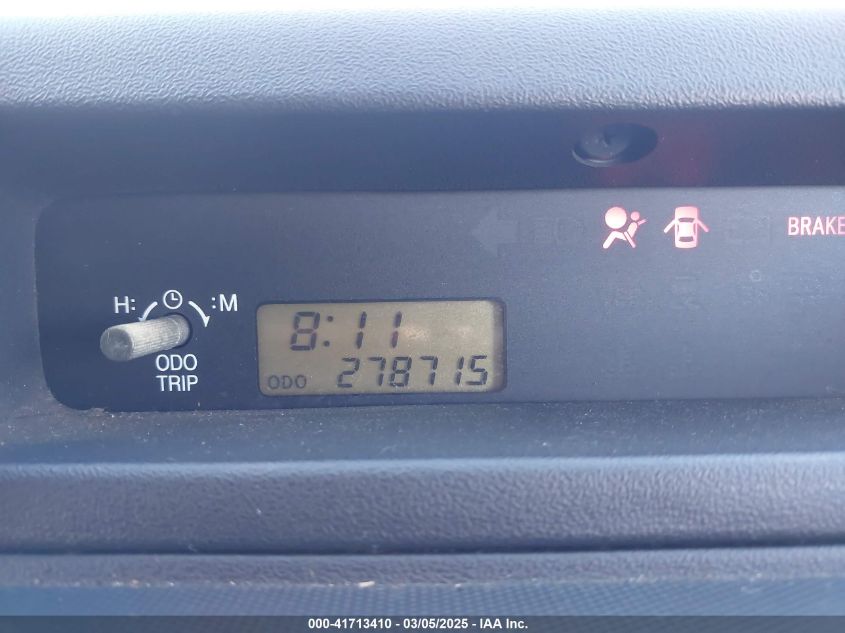 BRAKE
H: :M
ODO
TRIP
8:11
ODO 278715
000-41713410 - 03/05/2025 - IAA Inc.